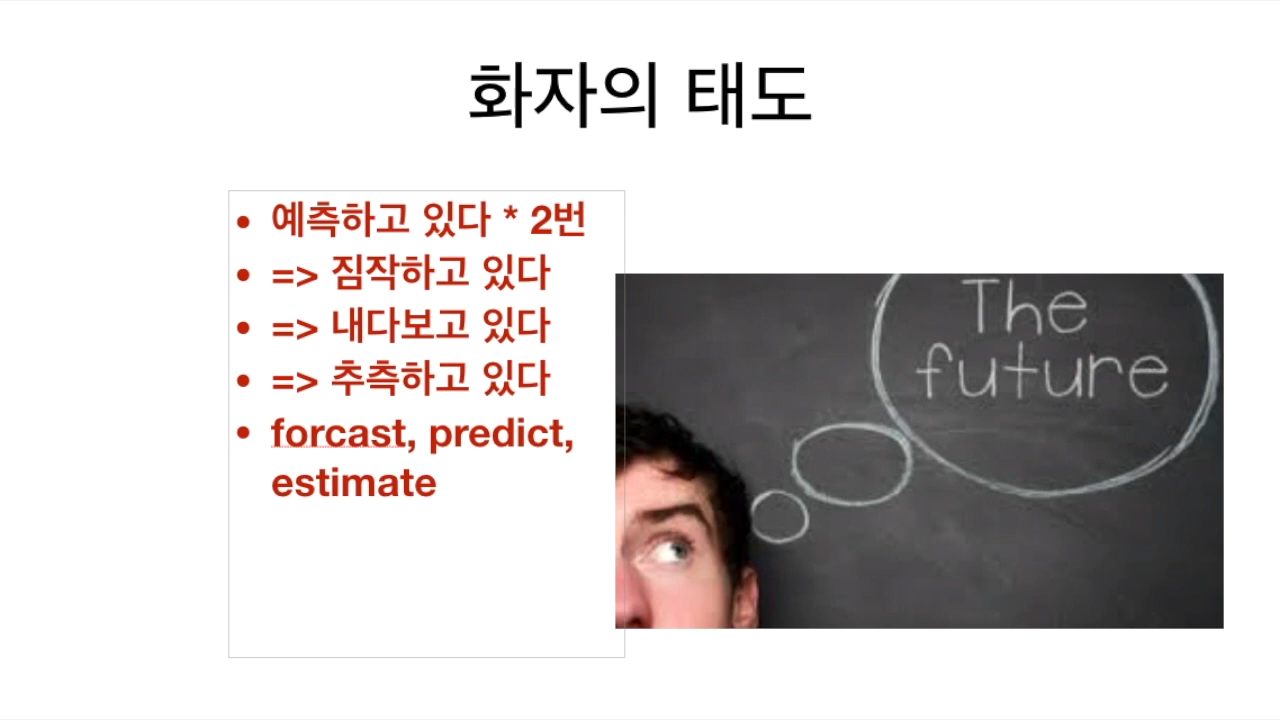 화자의 태도
• 예측하고 있다 * 2번
• => 짐작하고 있다
• => 내다보고 있다
• => 추측하고 있다
• forcast, predict,
estimate
The
future